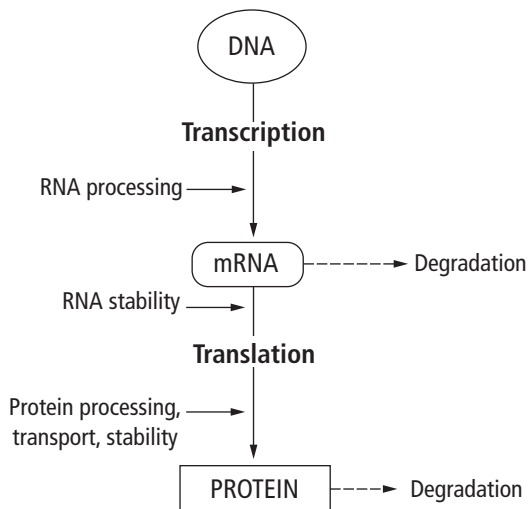 DNA
Transcription
RNA processing
mRNA
Degradation
RNA stability
Translation
Protein processing,
transport, stability
PROTEIN
Degradation